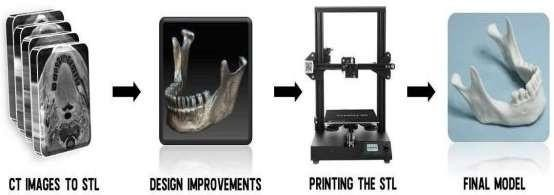 CT IMAGES TO STL
DESIGN IMPROVEMENTS
PRINTING THE STL
FINAL MODEL